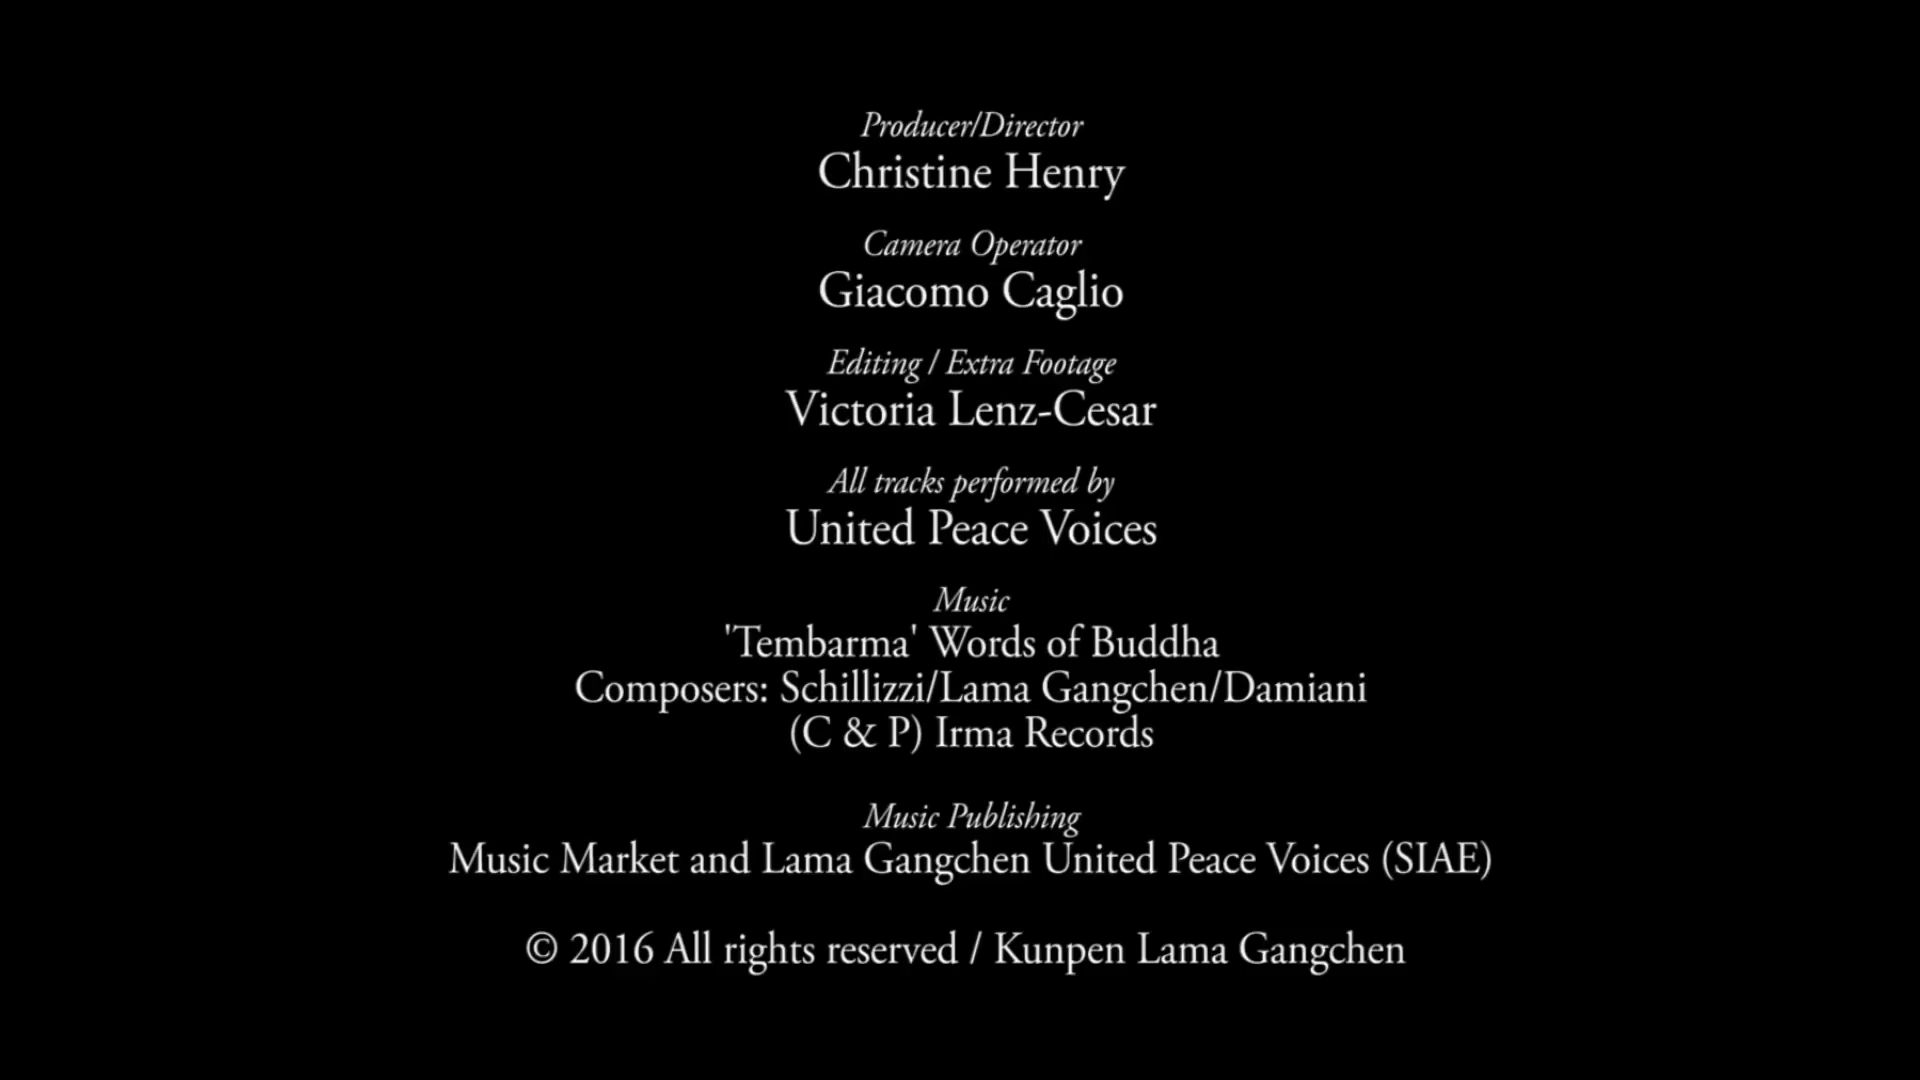 Producer/Director
Christine Henry
Camera Operator
Giacomo Caglio
Editing / Extra Footage
Victoria Lenz-Cesar
All tracks performed by
United Peace Voices
Music
'Tembarma' Words of Buddha
Composers: Schillizzi/Lama Gangchen/Damiani
(C & P) Irma Records
Music Publishing
Music Market and Lama Gangchen United Peace Voices (SIAE)
© 2016 All rights reserved / Kunpen Lama Gangchen